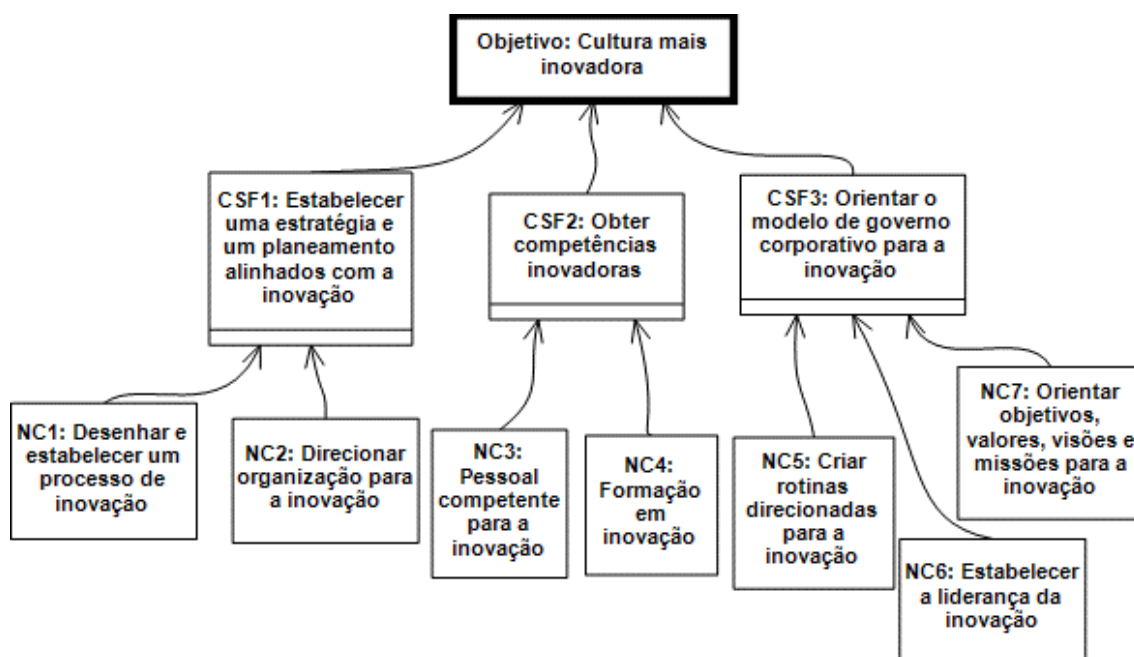 Objetivo: Cultura mais
inovadora
CSF1: Estabelecer
uma estratégia e
um planeamento
alinhados com a
inovação
CSF2: Obter
competências
inovadoras
CSF3: Orientar o
modelo de governo
corporativo para a
inovação
NC1: Desenhar e
estabelecer um
processo de
inovação
NC2: Direcionar
organização para
a inovação
NC3:
Pessoal
competente
para a
inovação
NC4:
Formação
em
inovação
NC5: Criar
rotinas
direcionadas
para a
inovação
NC6: Estabelecer
a liderança da
inovação
NC7: Orientar
objetivos,
valores, visões e
missões para a
inovação